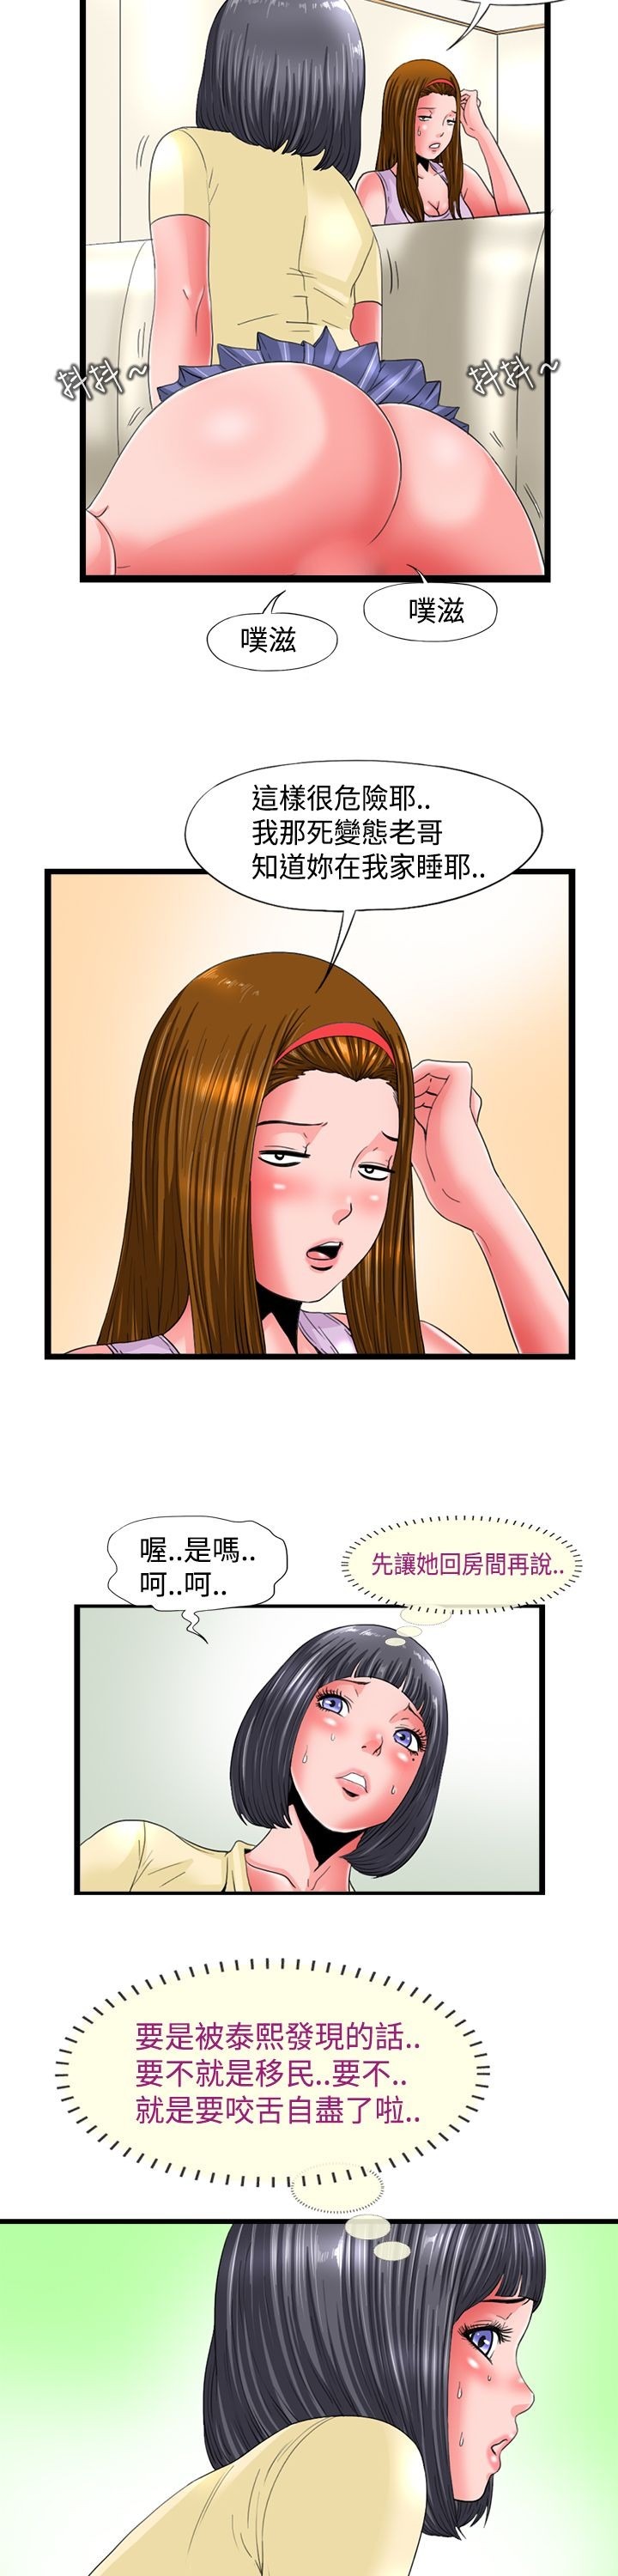 抖抖~
抖抖~
噗滋
噗滋
這樣很危險耶..
我那死變態老哥
知道妳在我家睡耶..
喔..是嗎..
呵..呵..
先讓她回房間再說..
要是被泰熙發現的話..
要不就是移民..要不..
就是要咬舌自盡了啦..